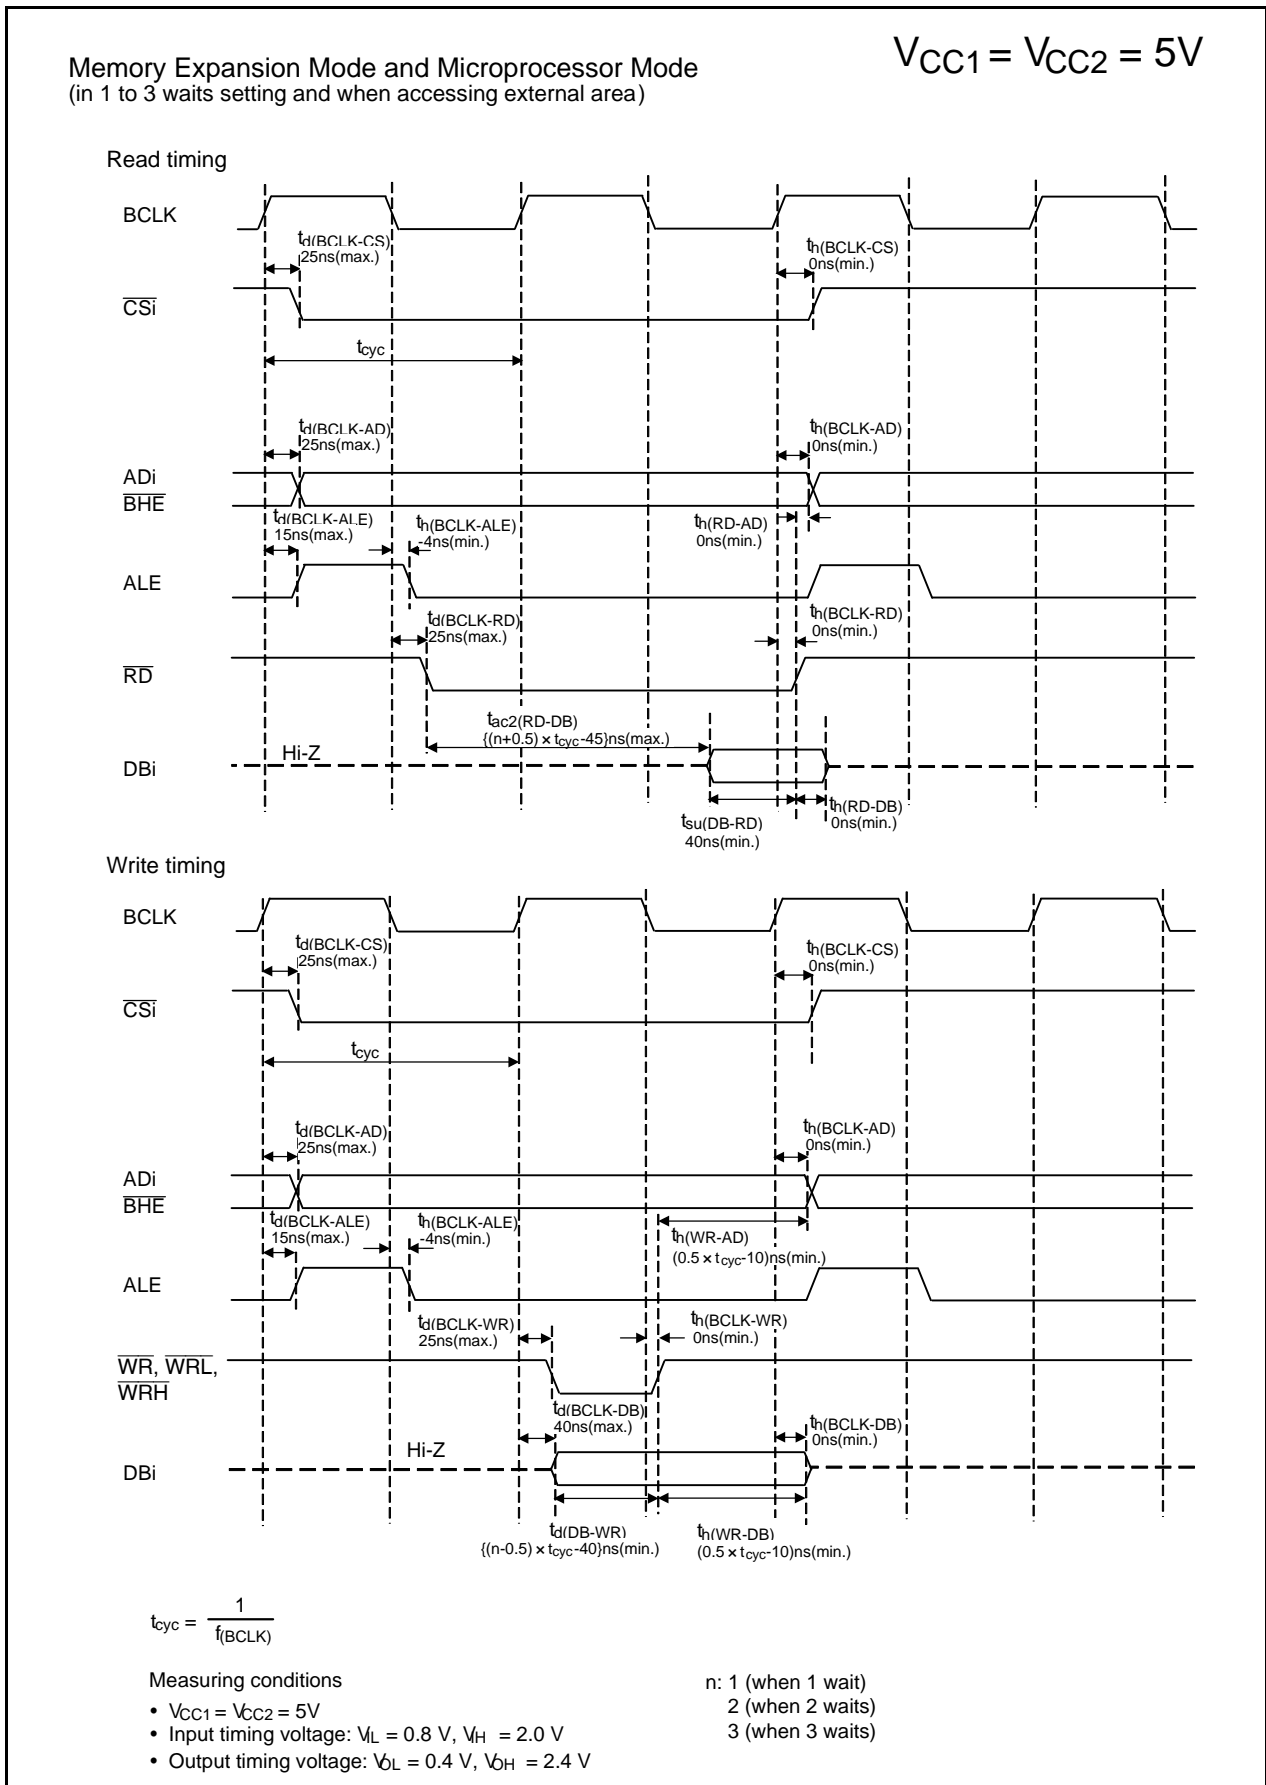 V CC1 = V CC2 = 5V
Memory Expansion Mode and Microprocessor Mode
(in 1 to 3 waits setting and when accessing external area)
Read timing
BCLK
td(BCLK-CS)
25ns(max.)
th(BCLK-CS)
0ns(min.)
CSi
tcyc
td(BCLK-AD)
25ns(max.)
th(BCLK-AD)
0ns(min.)
ADi
BHE
td(BCLK-ALE)
15ns(max.)
th(BCLK-ALE)
-4ns(min.)
th(RD-AD)
0ns(min.)
ALE
td(BCLK-RD)
25ns(max.)
th(BCLK-RD)
0ns(min.)
RD
tac2(RD-DB)
{(n+0.5) × tcyc-45}ns(max.)
Hi-Z
DBi
tsu(DB-RD)
40ns(min.)
th(RD-DB)
0ns(min.)
Write timing
BCLK
td(BCLK-CS)
25ns(max.)
th(BCLK-CS)
0ns(min.)
CSi
tcyc
td(BCLK-AD)
25ns(max.)
th(BCLK-AD)
0ns(min.)
ADi
BHE
td(BCLK-ALE)
15ns(max.)
th(BCLK-ALE)
-4ns(min.)
th(WR-AD)
(0.5 × tcyc-10)ns(min.)
ALE
td(BCLK-WR)
25ns(max.)
th(BCLK-WR)
0ns(min.)
WR, WRL,
WRH
td(BCLK-DB)
40ns(max.)
th(BCLK-DB)
0ns(min.)
Hi-Z
DBi
td(DB-WR)
{(n-0.5) × tcyc-40}ns(min.)
th(WR-DB)
(0.5 × tcyc-10)ns(min.)
tcyc = 1 / f(BCLK)
Measuring conditions
• VCC1 = VCC2 = 5V
• Input timing voltage: VIL = 0.8 V, VIH = 2.0 V
• Output timing voltage: VOL = 0.4 V, VOH = 2.4 V
n: 1 (when 1 wait)
2 (when 2 waits)
3 (when 3 waits)